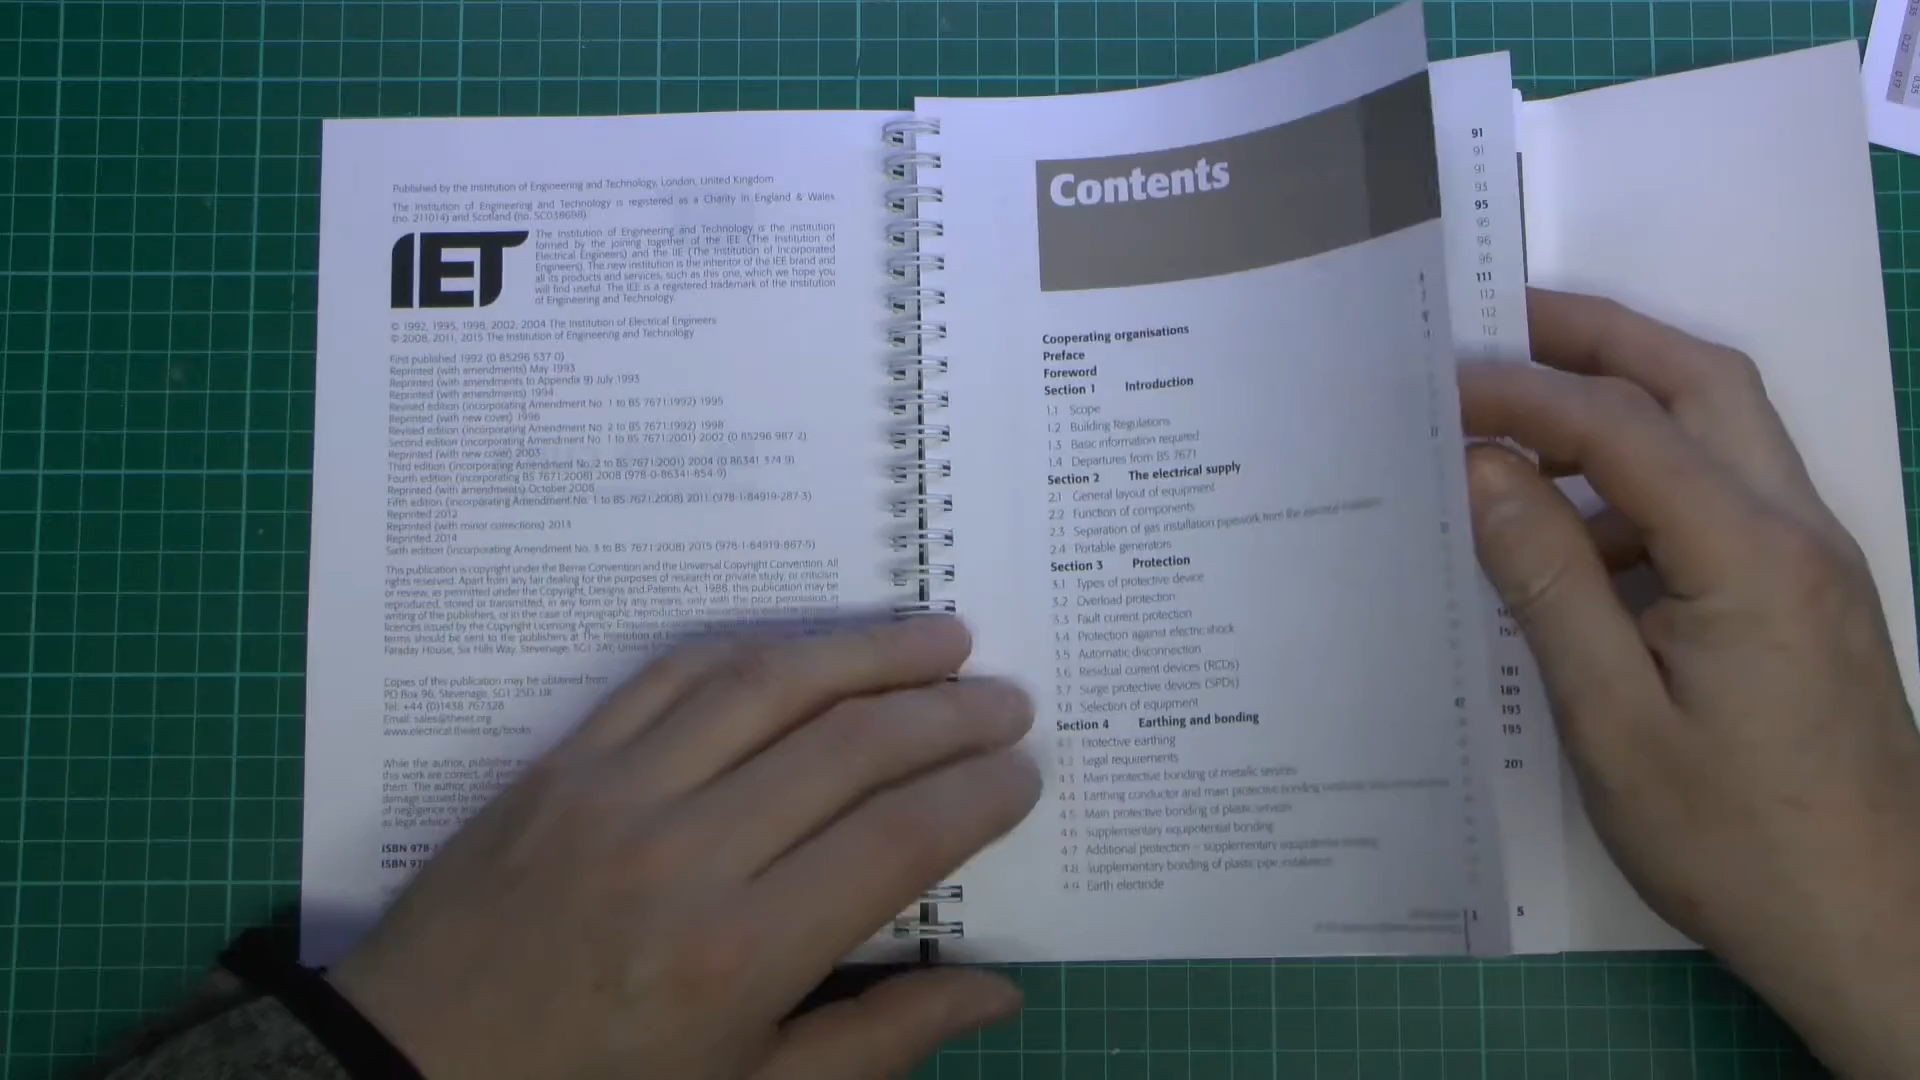 Published by the Institution of Engineering and Technology, London, United Kingdom
The Institution of Engineering and Technology is registered as a Charity in England & Wales
(no. 211014) and Scotland (no. SC038698).
IET
The Institution of Engineering and Technology is the institution
formed by the joining together of the IEE (The Institution of
Electrical Engineers) and the IIE (The Institution of Incorporated
Engineers). The new institution is the inheritor of the IEE brand and
all its products and services, such as this one, which we hope you
will find useful. The IEE is a registered trademark of the Institution
of Engineering and Technology.
© 1992, 1995, 1998, 2002, 2004 The Institution of Electrical Engineers
© 2008, 2011, 2015 The Institution of Engineering and Technology
First published 1992 (0 85296 537 0)
Reprinted (with amendments) May 1993
Reprinted (with amendments to Appendix 9) July 1993
Reprinted (with amendments) 1994
Revised edition (incorporating Amendment No. 1 to BS 7671:1992) 1995
Reprinted (with new cover) 1996
Revised edition (incorporating Amendment No. 2 to BS 7671:1992) 1998
Second edition (incorporating Amendment No. 1 to BS 7671:2001) 2002 (0 85296 987 2)
Reprinted (with new cover) 2003
Third edition (incorporating Amendment No. 2 to BS 7671:2001) 2004 (0 86341 374 9)
Fourth edition (incorporating BS 7671:2008) 2008 (978-0-86341-854-9)
Reprinted (with amendments) October 2008
Fifth edition (incorporating Amendment No. 1 to BS 7671:2008) 2011 (978-1-84919-287-3)
Reprinted 2012
Reprinted (with minor corrections) 2013
Reprinted 2014
Sixth edition (incorporating Amendment No. 3 to BS 7671:2008) 2015 (978-1-84919-887-5)
This publication is copyright under the Berne Convention and the Universal Copyright Convention. All
rights reserved. Apart from any fair dealing for the purposes of research or private study, or criticism
or review, as permitted under the Copyright, Designs and Patents Act, 1988, this publication may be
reproduced, stored or transmitted, in any form or by any means, only with the prior permission in
writing of the publishers, or in the case of reprographic reproduction in
licences issued by the Copyright Licensing Agency. Enquiries
terms should be sent to the publishers at The Institution of
Faraday House, Six Hills Way, Stevenage, SG1 2AY, United
Copies of this publication may be obtained from:
PO Box 96, Stevenage, SG1 2SD, UK
Tel: +44 (0)1438 767328
Email: sales@theiet.org
www.electrical.theiet.org/books
While the author, publisher
this work are correct, all
them. The author, publish
damage caused by any
of negligence or any
as legal advice.
ISBN 978-1
ISBN 978
Contents
Cooperating organisations
Preface
Foreword
Section 1 Introduction
1.1 Scope
1.2 Building Regulations
1.3 Basic information required
1.4 Departures from BS 7671
Section 2 The electrical supply
2.1 General layout of equipment
2.2 Function of components
2.3 Separation of gas installation pipework from the
2.4 Portable generators
Section 3 Protection
3.1 Types of protective device
3.2 Overload protection
3.3 Fault current protection
3.4 Protection against electric shock
3.5 Automatic disconnection
3.6 Residual current devices (RCDs)
3.7 Surge protective devices (SPDs)
3.8 Selection of equipment
Section 4 Earthing and bonding
4.1 Protective earthing
4.2 Legal requirements
4.3 Main protective bonding of metallic services
4.4 Earthing conductor and main protective bonding
4.5 Main protective bonding of plastic services
4.6 Supplementary equipotential bonding
4.7 Additional protection – supplementary equipotential bonding
4.8 Supplementary bonding of plastic pipe installations
4.9 Earth electrode
1
91
91
91
93
95
95
96
96
111
112
112
112
181
189
193
195
201
5